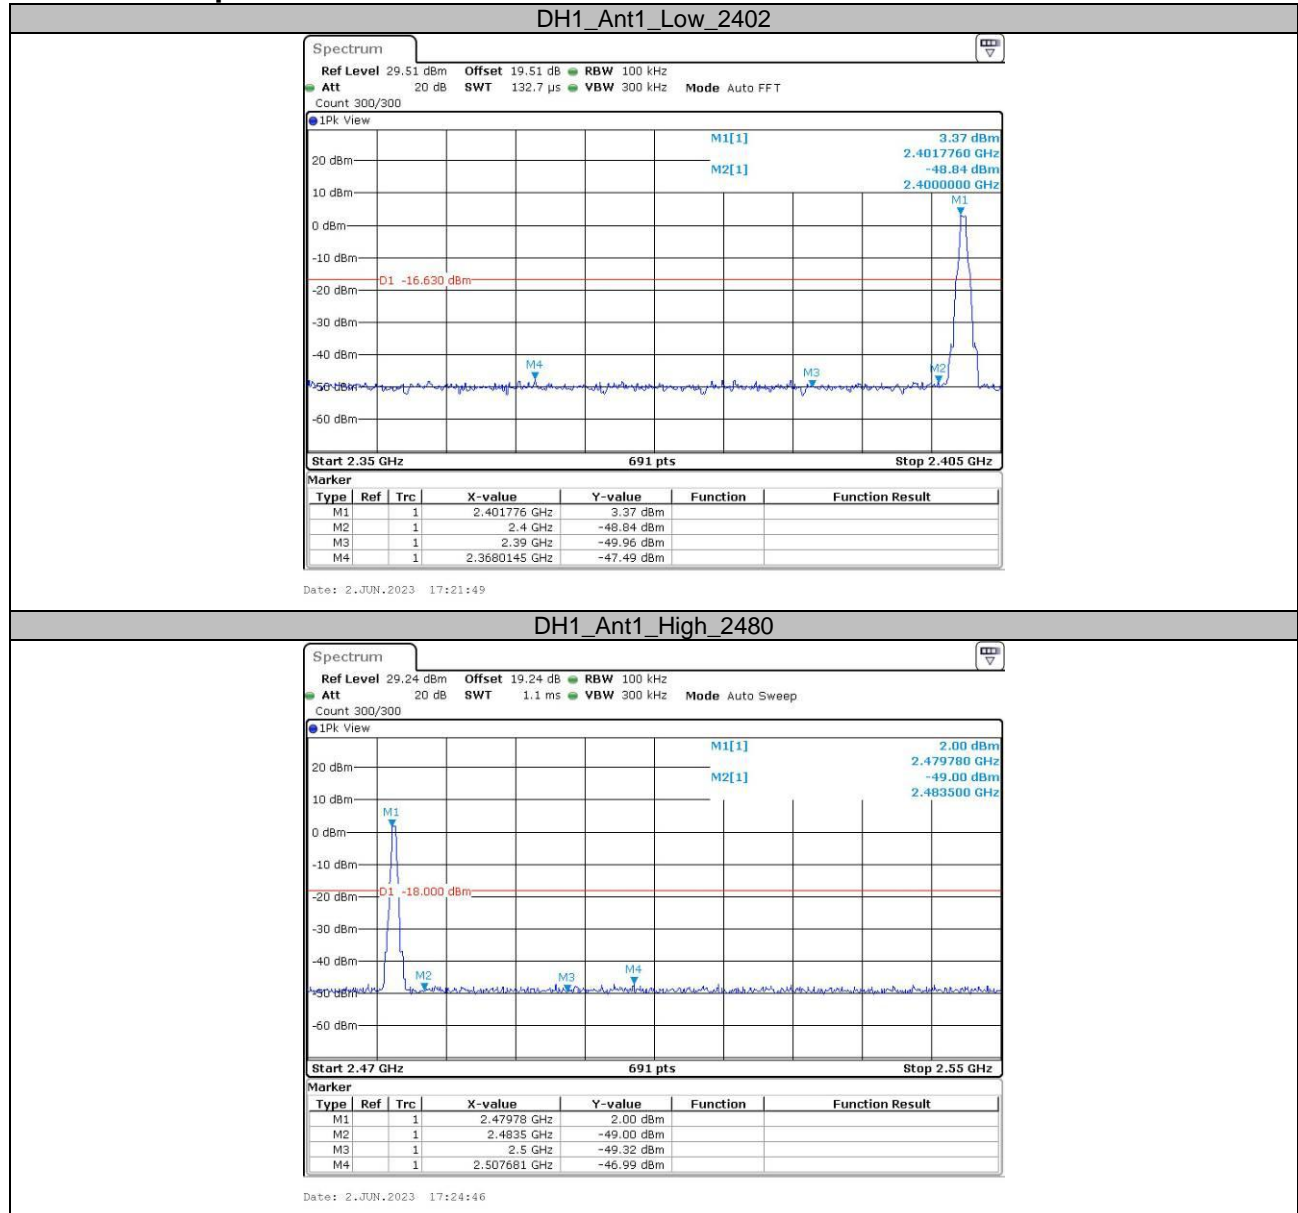 DH1_Ant1_Low_2402
Spectrum
Ref Level 29.51 dBm Offset 19.51 dB RBW 100 kHz
Att 20 dB SWT 132.7 µs VBW 300 kHz Mode Auto FFT
Count 300/300
1Pk View
M1[1] 3.37 dBm
2.4017760 GHz
M2[1] -48.84 dBm
2.4000000 GHz
20 dBm
10 dBm
M1
0 dBm
-10 dBm
D1 -16.630 dBm
-20 dBm
-30 dBm
-40 dBm
M4 M3 M2
-50 dBm
-60 dBm
Start 2.35 GHz 691 pts Stop 2.405 GHz
Marker
Type Ref Trc X-value Y-value Function Function Result
M1 1 2.401776 GHz 3.37 dBm
M2 1 2.4 GHz -48.84 dBm
M3 1 2.39 GHz -49.96 dBm
M4 1 2.3680145 GHz -47.49 dBm
Date: 2.JUN.2023 17:21:49
DH1_Ant1_High_2480
Spectrum
Ref Level 29.24 dBm Offset 19.24 dB RBW 100 kHz
Att 20 dB SWT 1.1 ms VBW 300 kHz Mode Auto Sweep
Count 300/300
1Pk View
M1[1] 2.00 dBm
2.479780 GHz
M2[1] -49.00 dBm
2.483500 GHz
20 dBm
10 dBm
M1
0 dBm
-10 dBm
D1 -18.000 dBm
-20 dBm
-30 dBm
-40 dBm
M2 M3 M4
-50 dBm
-60 dBm
Start 2.47 GHz 691 pts Stop 2.55 GHz
Marker
Type Ref Trc X-value Y-value Function Function Result
M1 1 2.47978 GHz 2.00 dBm
M2 1 2.4835 GHz -49.00 dBm
M3 1 2.5 GHz -49.32 dBm
M4 1 2.507681 GHz -46.99 dBm
Date: 2.JUN.2023 17:24:46